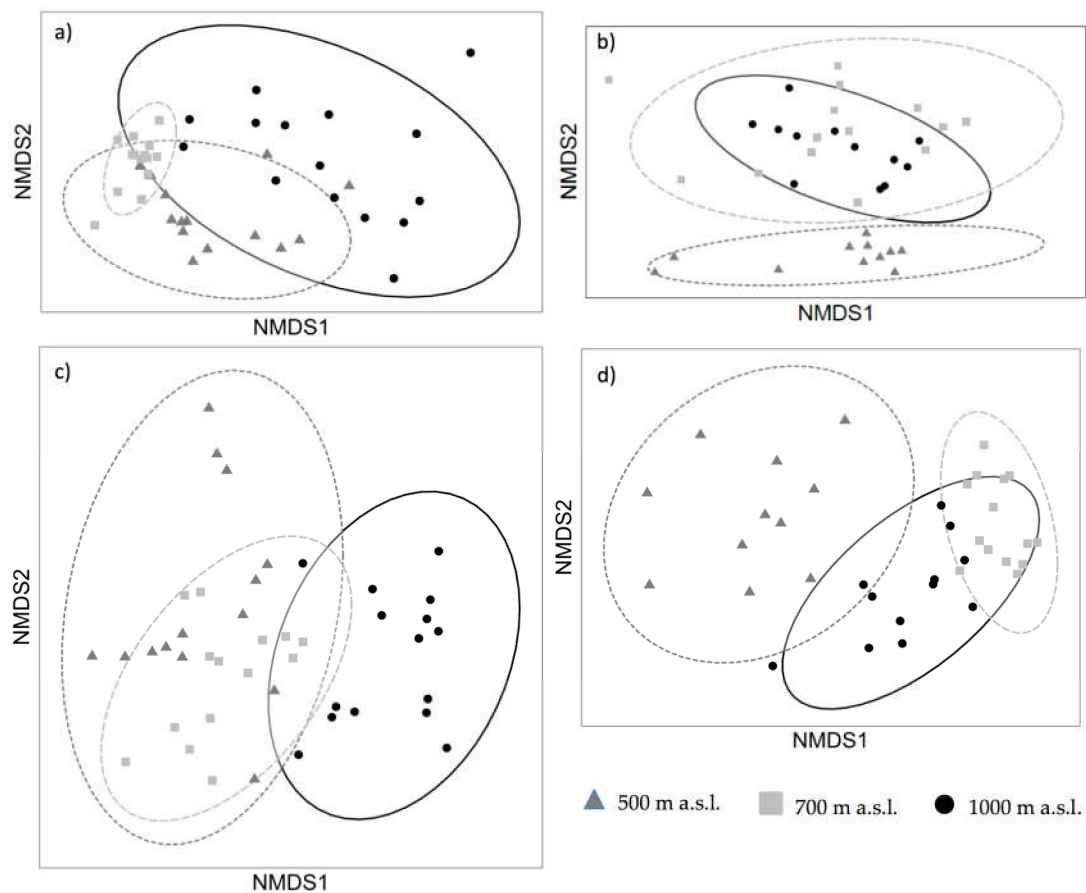 a)
NMDS2
NMDS1
b)
NMDS2
NMDS1
c)
NMDS2
NMDS1
d)
NMDS2
NMDS1
500 m a.s.l. 700 m a.s.l. 1000 m a.s.l.